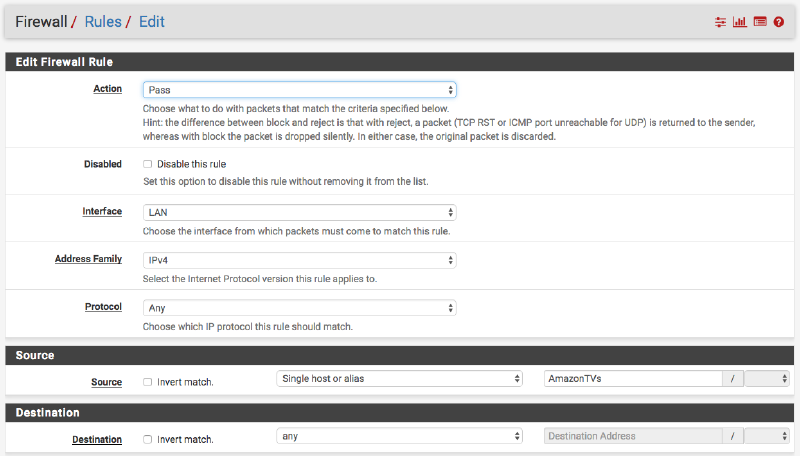 Firewall / Rules / Edit
Edit Firewall Rule
Action Pass
Choose what to do with packets that match the criteria specified below.
Hint: the difference between block and reject is that with reject, a packet (TCP RST or ICMP port unreachable for UDP) is returned to the sender,
whereas with block the packet is dropped silently. In either case, the original packet is discarded.
Disabled Disable this rule
Set this option to disable this rule without removing it from the list.
Interface LAN
Choose the interface from which packets must come to match this rule.
Address Family IPv4
Select the Internet Protocol version this rule applies to.
Protocol Any
Choose which IP protocol this rule should match.
Source
Source Invert match. Single host or alias AmazonTVs /
Destination
Destination Invert match. any Destination Address /